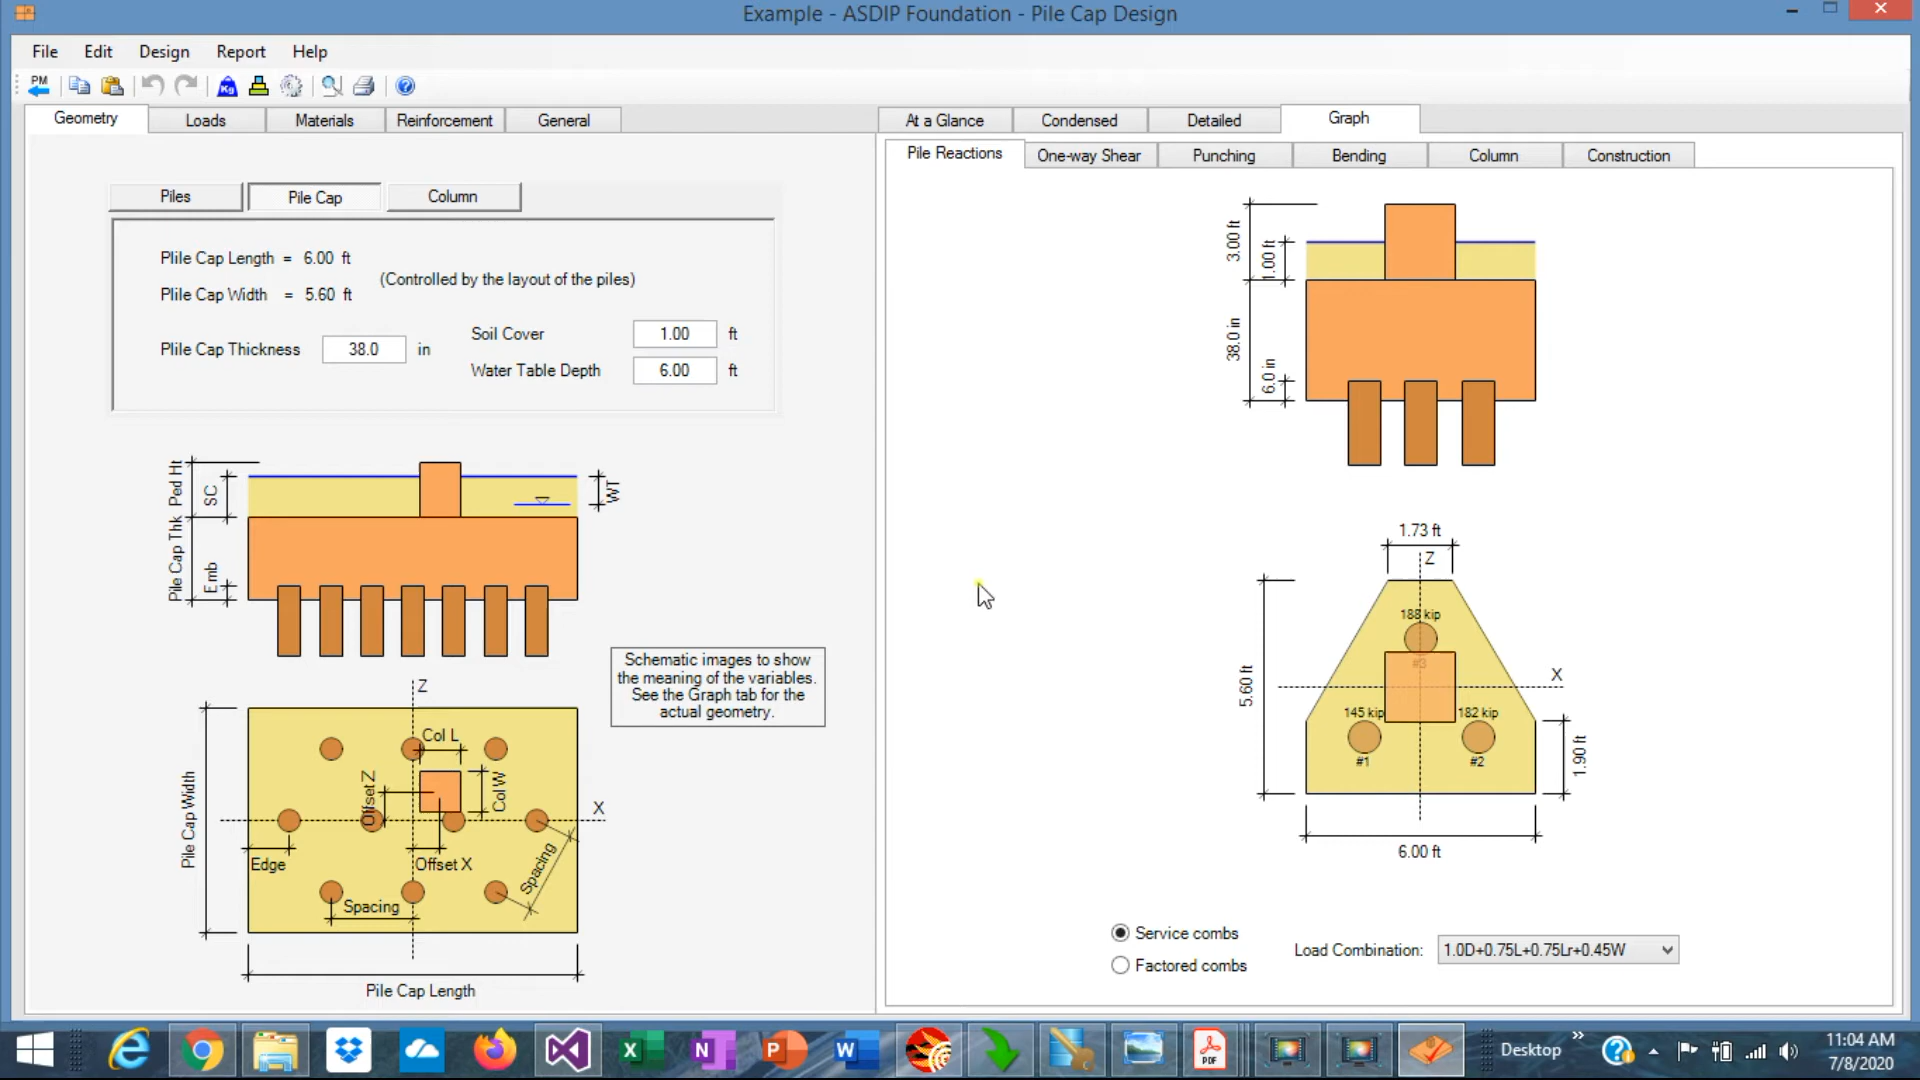 Example - ASDIP Foundation - Pile Cap Design
File Edit Design Report Help
PM
Kg
Geometry Loads Materials Reinforcement General
At a Glance Condensed Detailed Graph
Pile Reactions One-way Shear Punching Bending Column Construction
Piles Pile Cap Column
Plile Cap Length = 6.00 ft
(Controlled by the layout of the piles)
Plile Cap Width = 5.60 ft
Plile Cap Thickness 38.0 in
Soil Cover 1.00 ft
Water Table Depth 6.00 ft
Ped Ht
SC
WT
Pile Cap Thk
Emb
Schematic images to show
the meaning of the variables.
See the Graph tab for the
actual geometry.
Z
Col L
Offset Z
Col W
X
Pile Cap Width
Edge
Offset X
Spacing
Spacing
Pile Cap Length
3.00 ft
1.00 ft
38.0 in
6.0 in
1.73 ft
Z
188 kip
#3
X
5.60 ft
145 kip
182 kip
#1
#2
1.90 ft
6.00 ft
Service combs
Factored combs
Load Combination: 1.0D+0.75L+0.75Lr+0.45W
Desktop
11:04 AM
7/8/2020
PDF